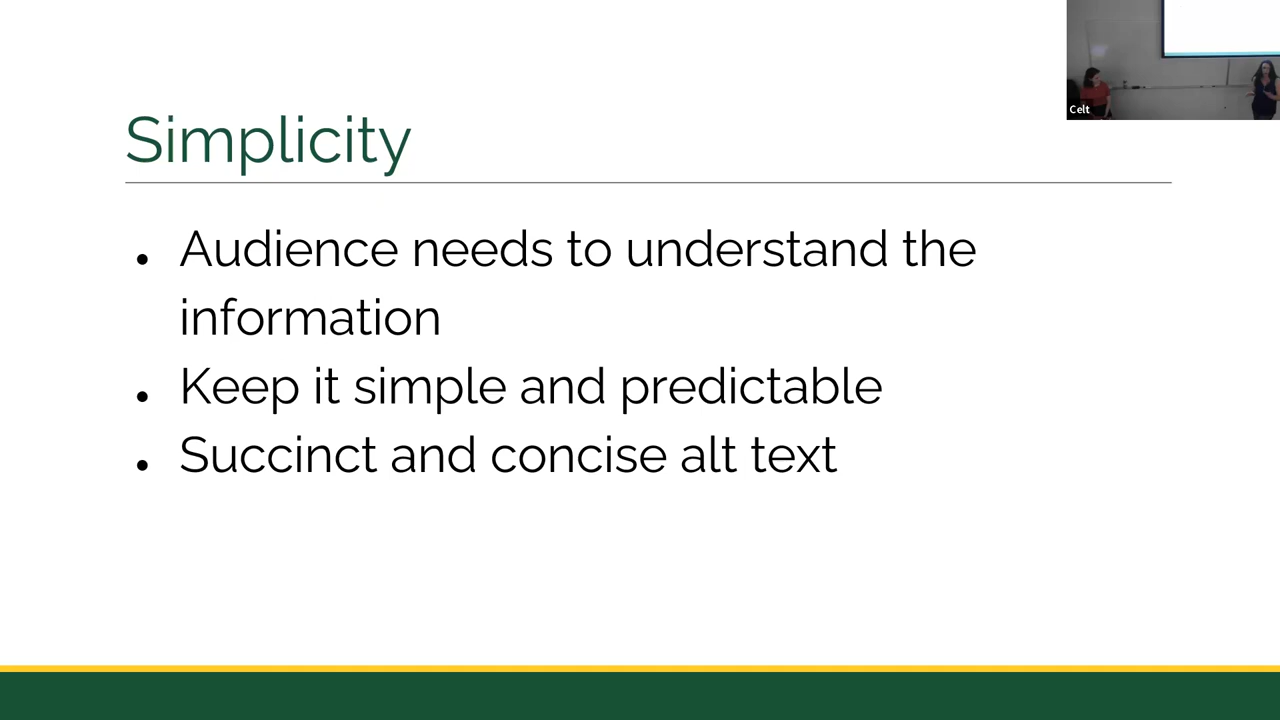 Celt
Simplicity
Audience needs to understand the
information
Keep it simple and predictable
Succinct and concise alt text